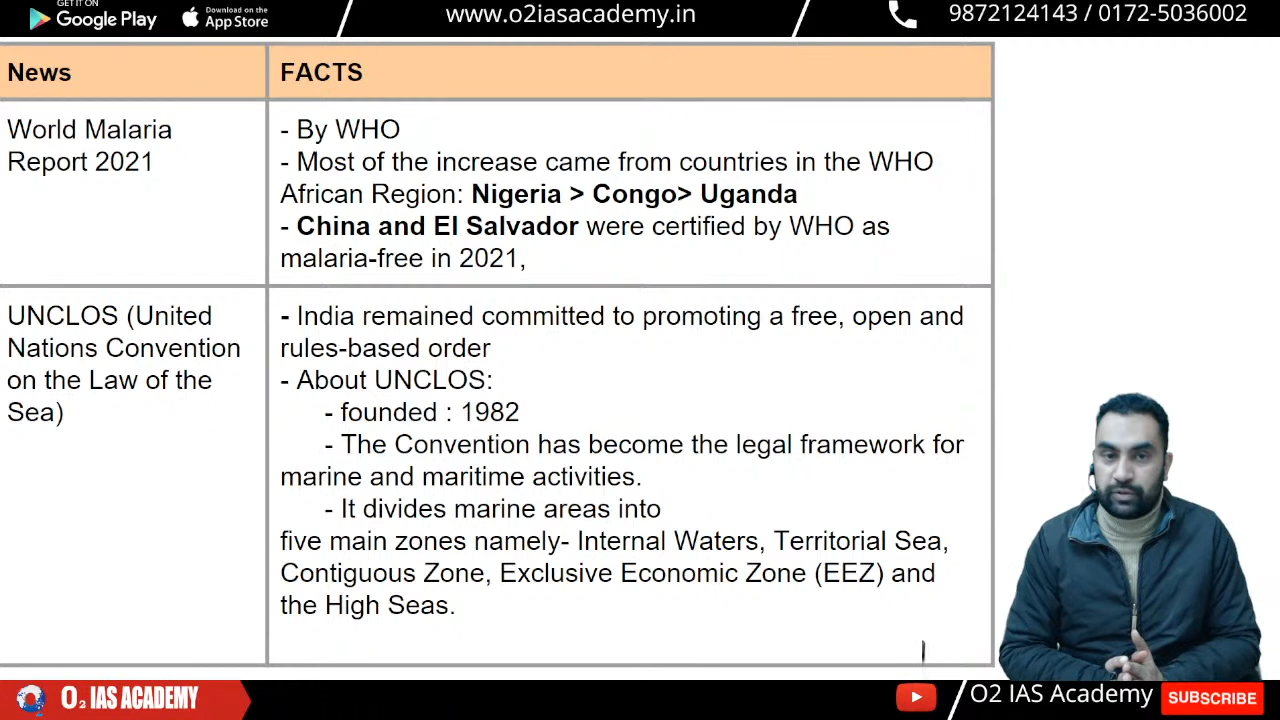 GET IT ON
Google Play
Download on the
App Store
www.o2iasacademy.in
9872124143 / 0172-5036002
News
FACTS
World Malaria
Report 2021
- By WHO
- Most of the increase came from countries in the WHO
African Region: Nigeria > Congo> Uganda
- China and El Salvador were certified by WHO as
malaria-free in 2021,
UNCLOS (United
Nations Convention
on the Law of the
Sea)
- India remained committed to promoting a free, open and
rules-based order
- About UNCLOS:
- founded : 1982
- The Convention has become the legal framework for
marine and maritime activities.
- It divides marine areas into
five main zones namely- Internal Waters, Territorial Sea,
Contiguous Zone, Exclusive Economic Zone (EEZ) and
the High Seas.
O₂ IAS ACADEMY
O2 IAS Academy
SUBSCRIBE